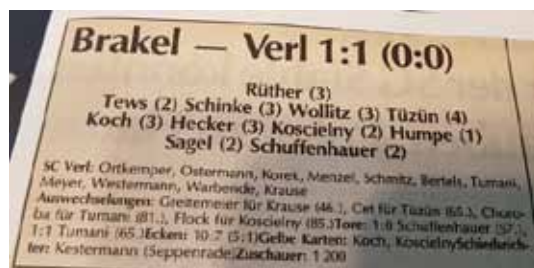 Brakel — Verl 1:1 (0:0)
Rüther (3)
Tews (2) Schinke (3) Wollitz (3) Tüzün (4)
Koch (3) Hecker (3) Koscielny (2) Humpe (1)
Sagel (2) Schuffenhauer (2)
SC Verl: Ortkemper, Ostermann, Korek, Menzel, Schmitz, Bertels, Tumani,
Meyer, Westermann, Warbende, Krause
Auswechselungen: Greitemeier für Krause (46.), Cet für Tüzün (65.),
ba für Tumani (81.), Flock für Koscielny (85.)Tore: 1:0 Schuffenhauer (57.),
1:1 Tumani (65.)Ecken: 10:7 (5:1)Gelbe Karten: Koch, KoscielnySchiedsrich-
ter: Kestermann (Seppenrade)Zuschauer: 1 200